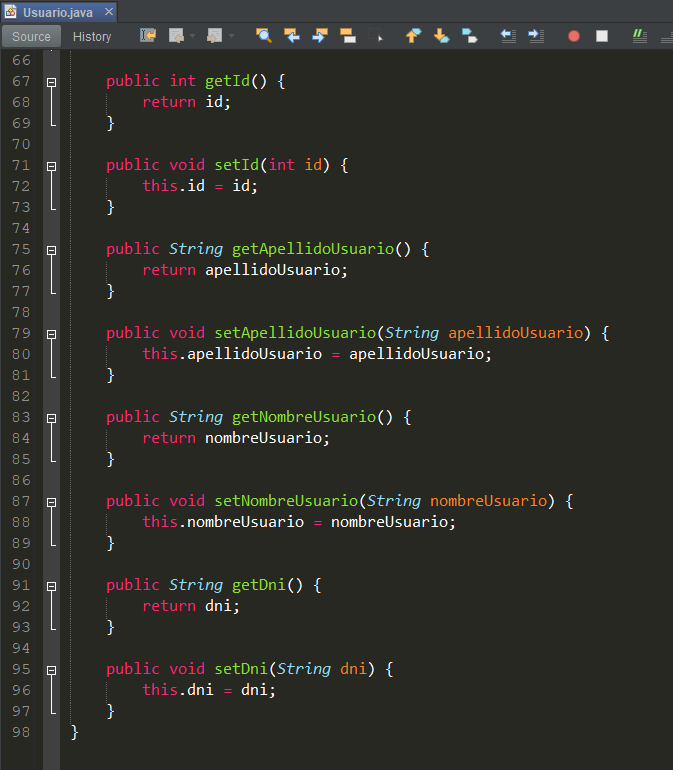 Usuario.java
Source History
66
67 public int getId() {
68 return id;
69 }
70
71 public void setId(int id) {
72 this.id = id;
73 }
74
75 public String getApellidoUsuario() {
76 return apellidoUsuario;
77 }
78
79 public void setApellidoUsuario(String apellidoUsuario) {
80 this.apellidoUsuario = apellidoUsuario;
81 }
82
83 public String getNombreUsuario() {
84 return nombreUsuario;
85 }
86
87 public void setNombreUsuario(String nombreUsuario) {
88 this.nombreUsuario = nombreUsuario;
89 }
90
91 public String getDni() {
92 return dni;
93 }
94
95 public void setDni(String dni) {
96 this.dni = dni;
97 }
98 }